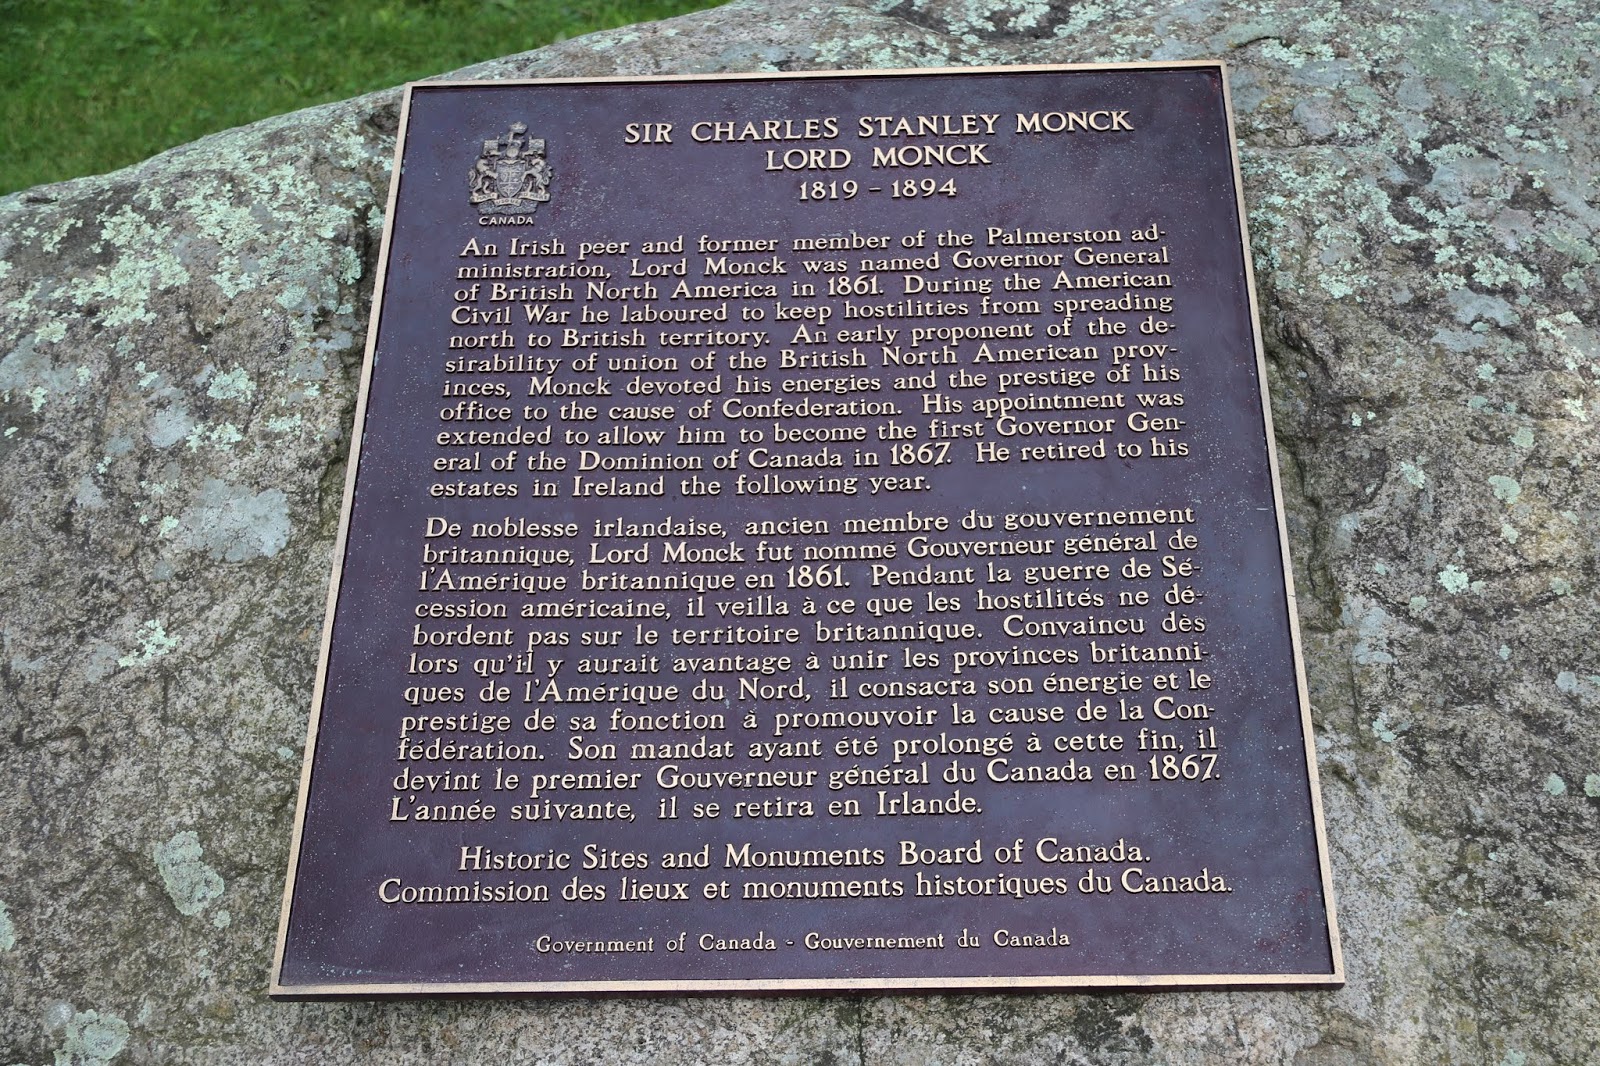 SIR CHARLES STANLEY MONCK
LORD MONCK
1819 - 1894
CANADA
An Irish peer and former member of the Palmerston ad-
ministration, Lord Monck was named Governor General
of British North America in 1861. During the American
Civil War he laboured to keep hostilities from spreading
north to British territory. An early proponent of the de-
sirability of union of the British North American prov-
inces, Monck devoted his energies and the prestige of his
office to the cause of Confederation. His appointment was
extended to allow him to become the first Governor Gen-
eral of the Dominion of Canada in 1867. He retired to his
estates in Ireland the following year.
De noblesse irlandaise, ancien membre du gouvernement
britannique, Lord Monck fut nommé Gouverneur général de
l'Amérique britannique en 1861. Pendant la guerre de Sé-
cession américaine, il veilla à ce que les hostilités ne dé-
bordent pas sur le territoire britannique. Convaincu dès
lors qu'il y aurait avantage à unir les provinces britanni-
ques de l'Amérique du Nord, il consacra son énergie et le
prestige de sa fonction à promouvoir la cause de la Con-
fédération. Son mandat ayant été prolongé à cette fin, il
devint le premier Gouverneur général du Canada en 1867.
L'année suivante, il se retira en Irlande.
Historic Sites and Monuments Board of Canada.
Commission des lieux et monuments historiques du Canada.
Government of Canada - Gouvernement du Canada